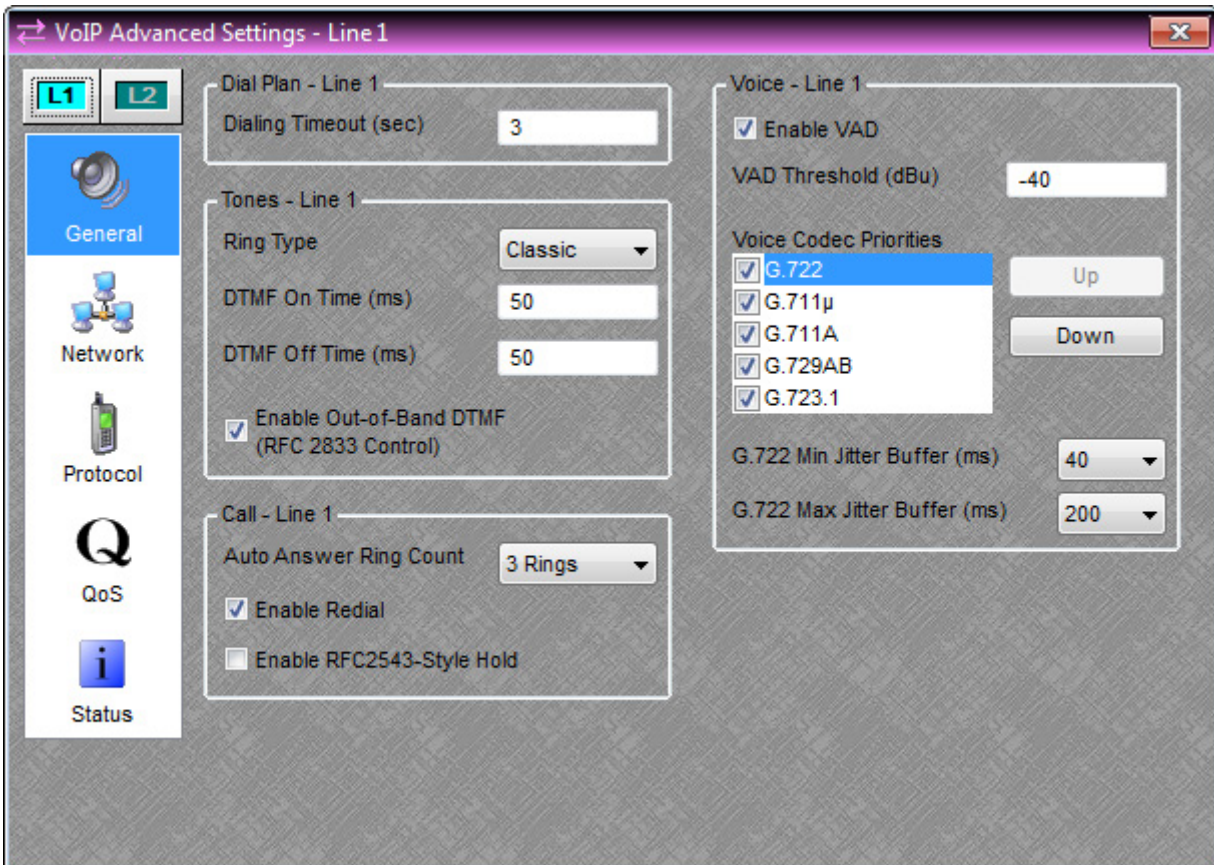 VoIP Advanced Settings - Line 1
L1
L2
General
Network
Protocol
Q
QoS
i
Status
Dial Plan - Line 1
Dialing Timeout (sec)
3
Tones - Line 1
Ring Type
Classic
DTMF On Time (ms)
50
DTMF Off Time (ms)
50
Enable Out-of-Band DTMF
(RFC 2833 Control)
Call - Line 1
Auto Answer Ring Count
3 Rings
Enable Redial
Enable RFC2543-Style Hold
Voice - Line 1
Enable VAD
VAD Threshold (dBu)
-40
Voice Codec Priorities
G.722
G.711µ
G.711A
G.729AB
G.723.1
Up
Down
G.722 Min Jitter Buffer (ms)
40
G.722 Max Jitter Buffer (ms)
200